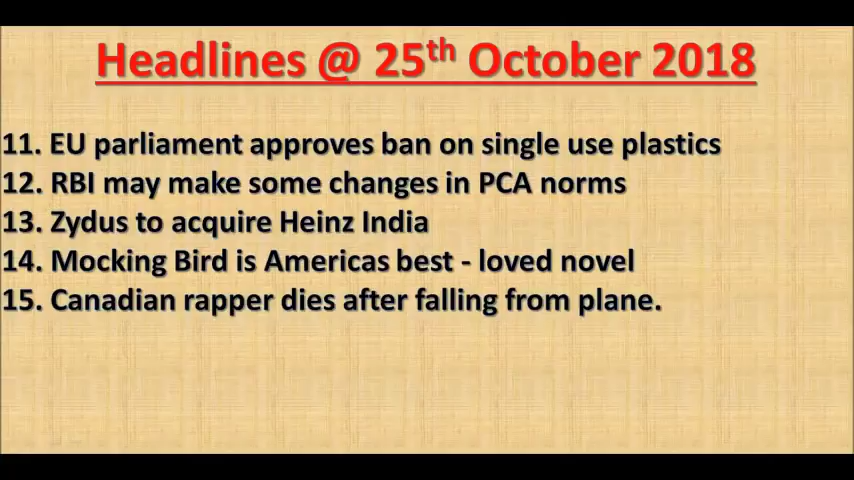 Headlines @ 25th October 2018
11. EU parliament approves ban on single use plastics
12. RBI may make some changes in PCA norms
13. Zydus to acquire Heinz India
14. Mocking Bird is Americas best - loved novel
15. Canadian rapper dies after falling from plane.